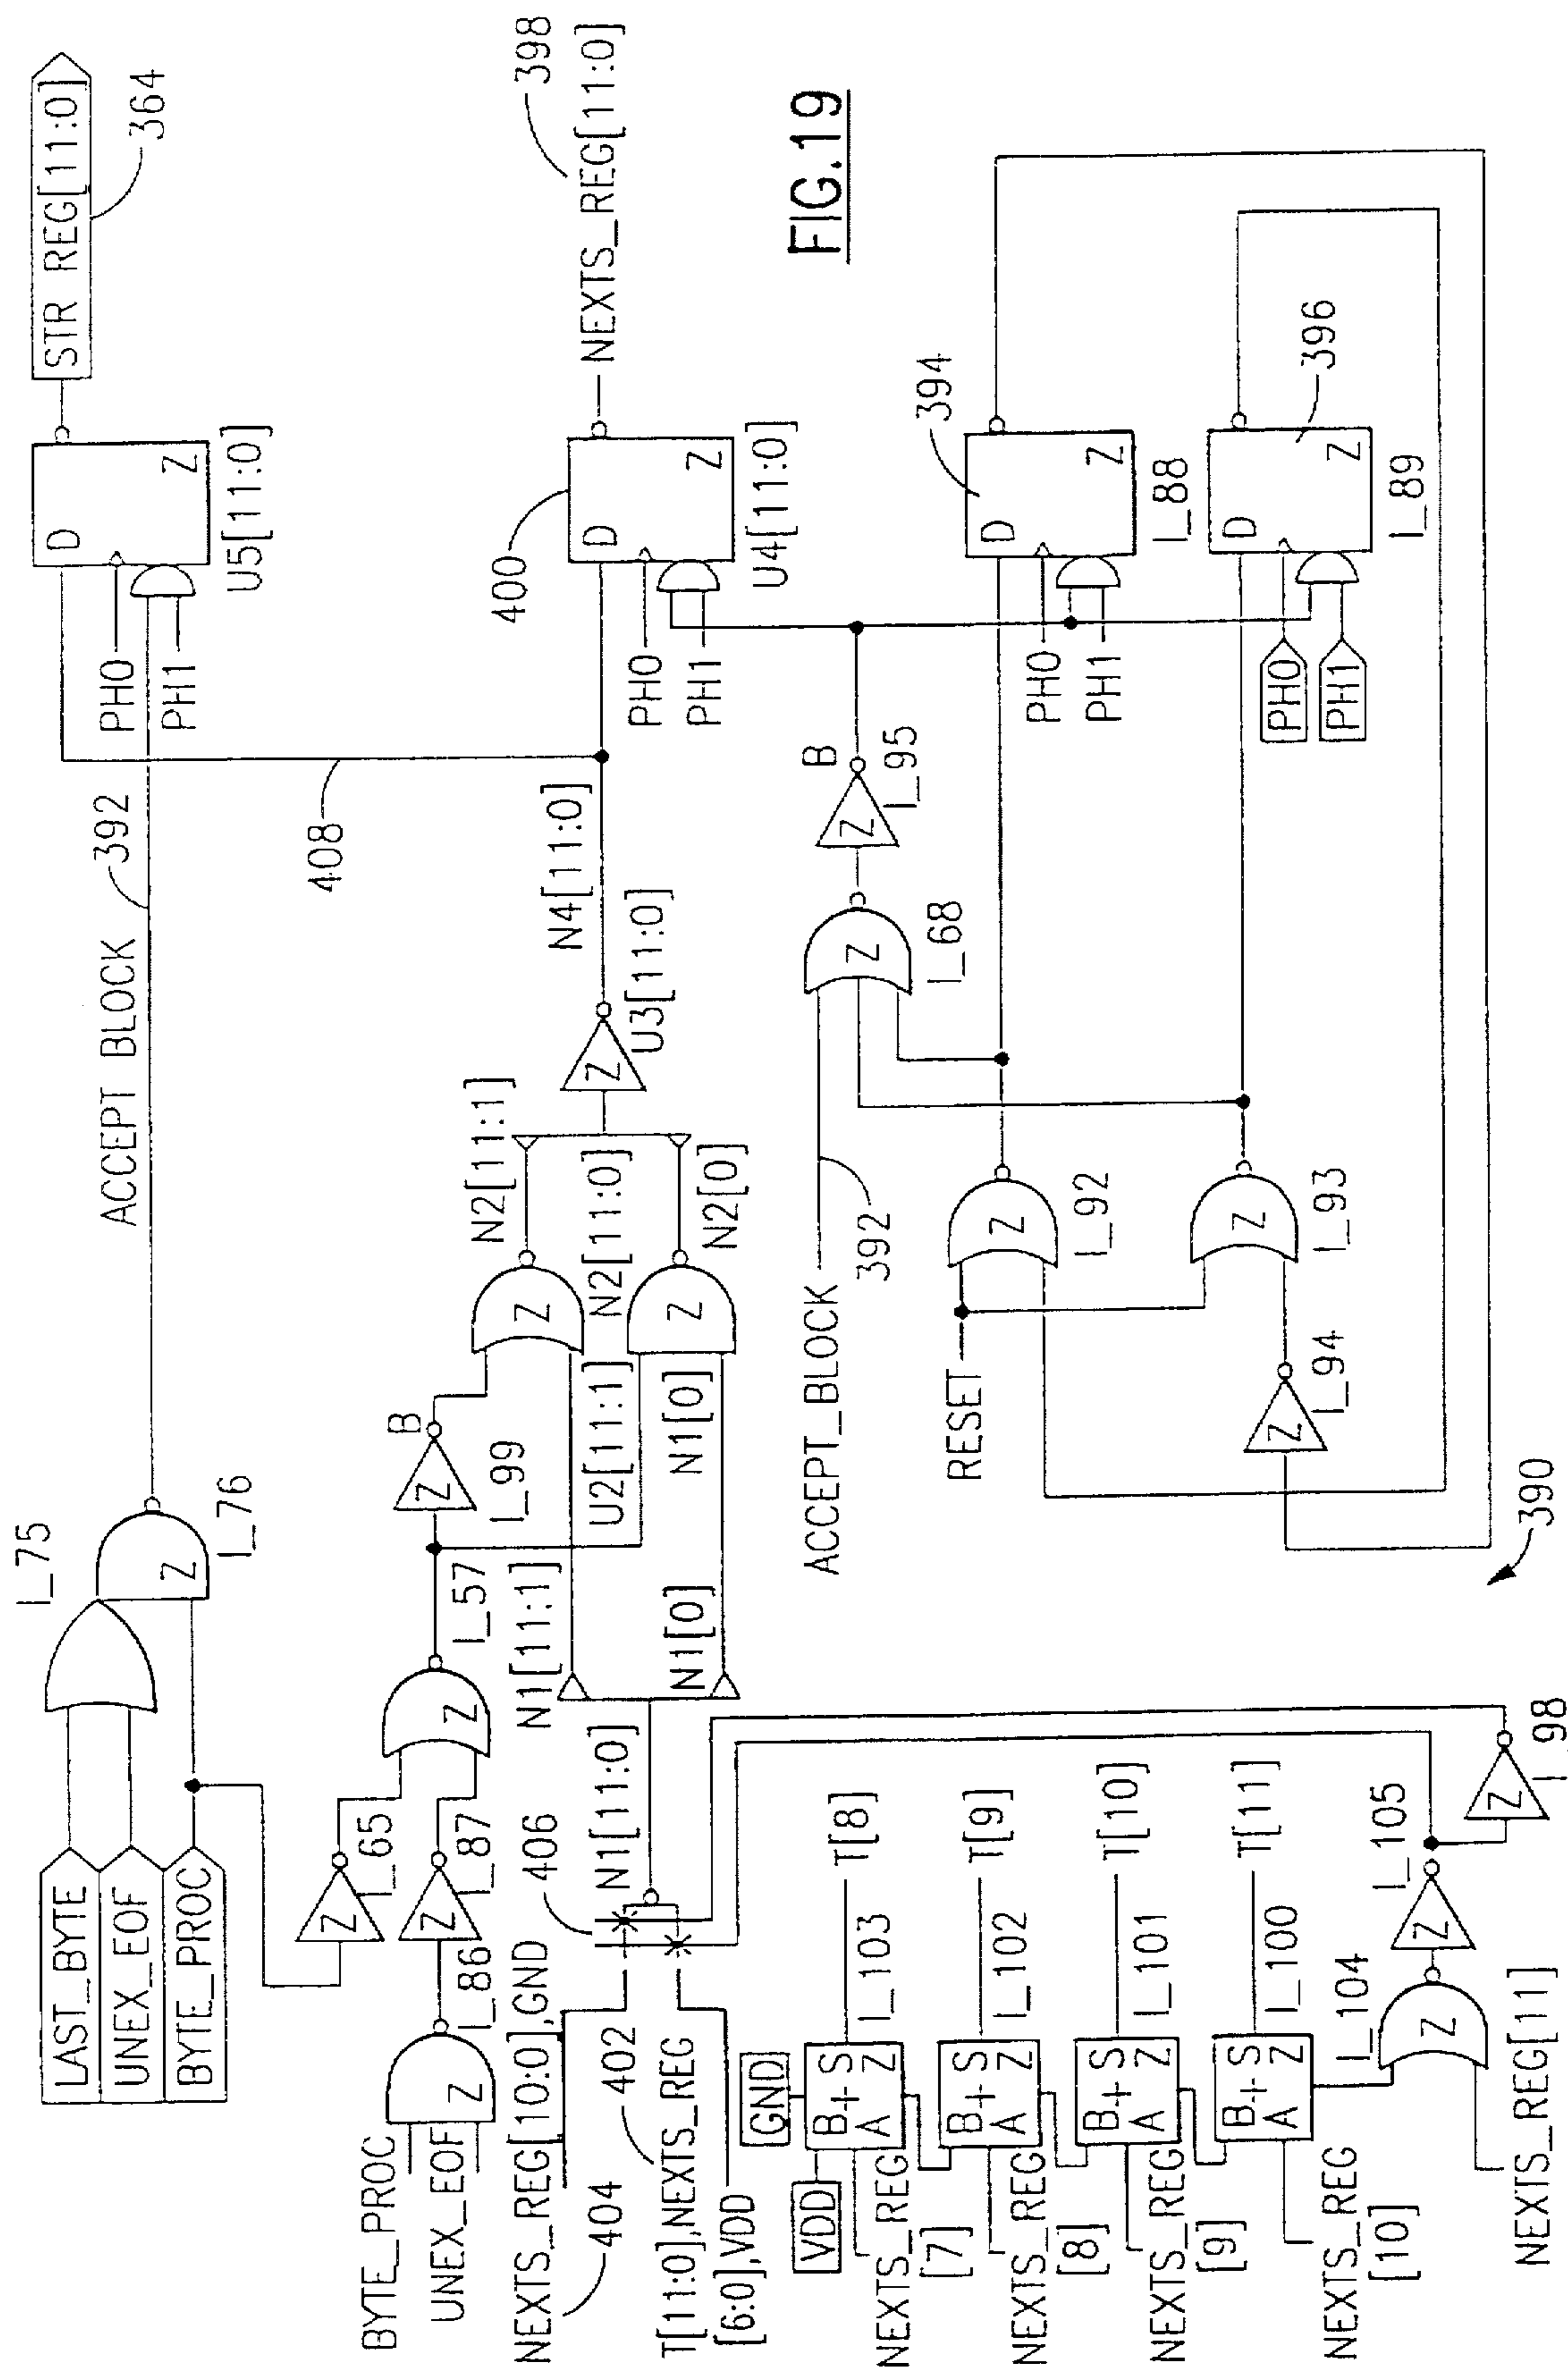 FIG.19
LAST_BYTE
UNEX_EOF
BYTE_PROC
I_75
Z
I_76
ACCEPT BLOCK
392
PH0
PH1
D
Z
U5[11:0]
STR REG[11:0]
364
BYTE_PROC
UNEX_EOF
Z
I_86
Z
I_65
Z
I_87
Z
I_57
Z
B
I_99
Z
U2[11:1]
N2[11:1]
N1[11:1]
N1[0]
N1[0]
Z
N2[11:0]
N2[0]
Z
U3[11:0]
N4[11:0]
408
400
D
PH0
PH1
Z
U4[11:0]
NEXTS_REG[11:0]
398
NEXTS_REG[10:0],GND
404
402
T[11:0],NEXTS_REG
[6:0],VDD
406
N1[11:0]
GND
VDD
B + S
A Z
I_103
T[8]
NEXTS_REG
[7]
B + S
A Z
I_102
T[9]
NEXTS_REG
[8]
B + S
A Z
I_101
T[10]
NEXTS_REG
[9]
B + S
A Z
I_100
T[11]
NEXTS_REG
[10]
I_104
Z
NEXTS_REG[11]
Z
I_105
Z
I_98
ACCEPT_BLOCK
392
Z
I_68
Z
B
I_95
RESET
Z
I_92
Z
I_93
Z
I_94
D
394
PH0
PH1
Z
I_88
D
396
PH0
PH1
Z
I_89
390